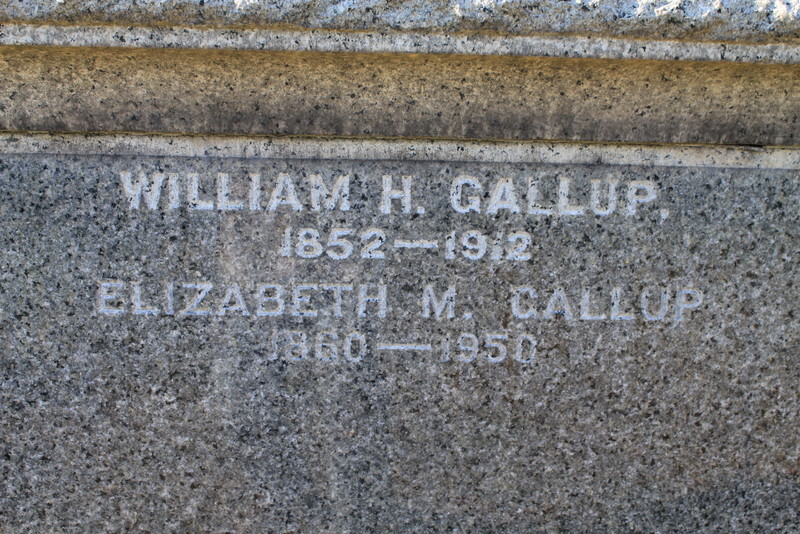 WILLIAM H. GALLUP,
1852—1912
ELIZABETH M. GALLUP
1860—1950